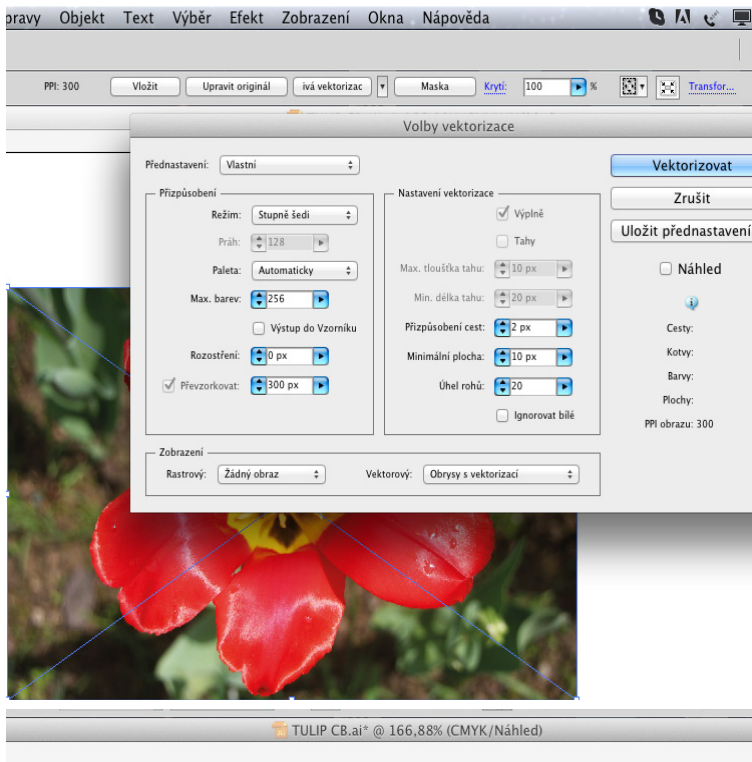 pravy Objekt Text Výběr Efekt Zobrazení Okna Nápověda
PPI: 300 Vložit Upravit originál ivá vektorizac Maska Krytí: 100 % Transfor...
Volby vektorizace
Přednastavení: Vlastní
Přizpůsobení
Režim: Stupně šedi
Práh: 128
Paleta: Automaticky
Max. barev: 256
Výstup do Vzorníku
Rozostření: 0 px
Převzorkovat: 300 px
Nastavení vektorizace
Výplně
Tahy
Max. tloušťka tahu: 10 px
Min. délka tahu: 20 px
Přizpůsobení cest: 2 px
Minimální plocha: 10 px
Úhel rohů: 20
Ignorovat bílé
Zobrazení
Rastrový: Žádný obraz Vektorový: Obrysy s vektorizací
Vektorizovat
Zrušit
Uložit přednastavení
Náhled
Cesty:
Kotvy:
Barvy:
Plochy:
PPI obrazu: 300
TULIP CB.ai* @ 166,88% (CMYK/Náhled)